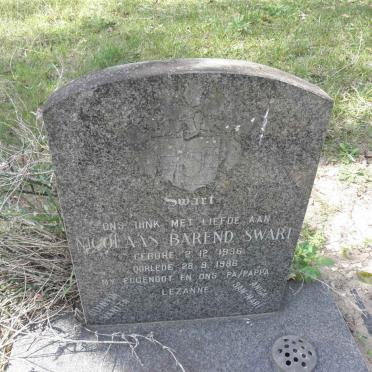 Swart
ONS DINK MET LIEFDE AAN
NICOLAAS BAREND SWART
GEBORE 2. 12. 1936
OORLEDE 28. 9. 1986
MY EGGENOOT EN ONS PA/PAPPA
LEZANNE